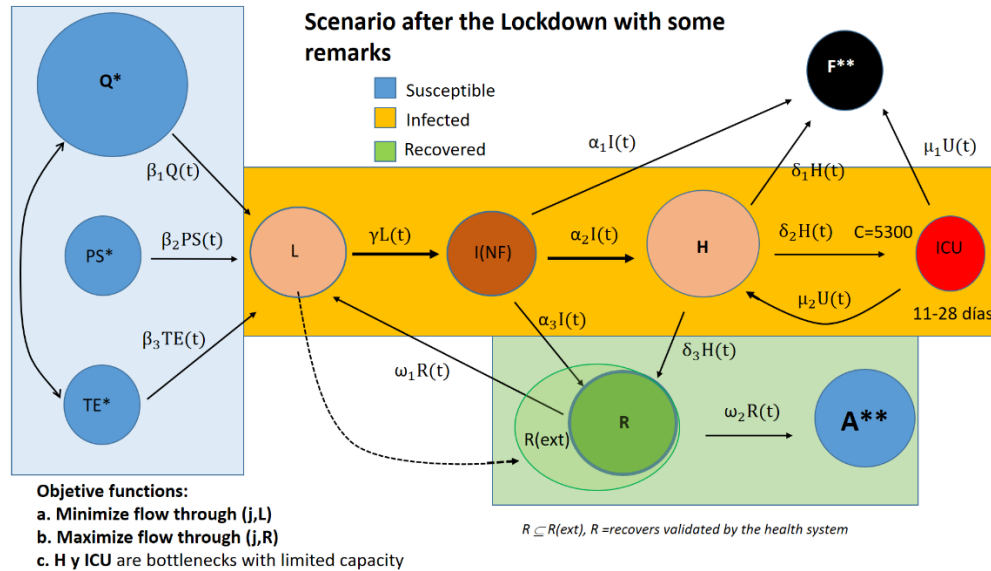 Scenario after the Lockdown with some
remarks
Susceptible
Infected
Recovered
Q*
PS*
TE*
β₁Q(t)
β₂PS(t)
β₃TE(t)
L
γL(t)
I(NF)
α₁I(t)
α₂I(t)
α₃I(t)
H
δ₁H(t)
δ₂H(t)
δ₃H(t)
C=5300
ICU
μ₁U(t)
μ₂U(t)
11-28 días
F**
ω₁R(t)
R(ext)
R
ω₂R(t)
A**
Objetive functions:
a. Minimize flow through (j,L)
b. Maximize flow through (j,R)
c. H y ICU are bottlenecks with limited capacity
R ⊆ R(ext), R =recovers validated by the health system